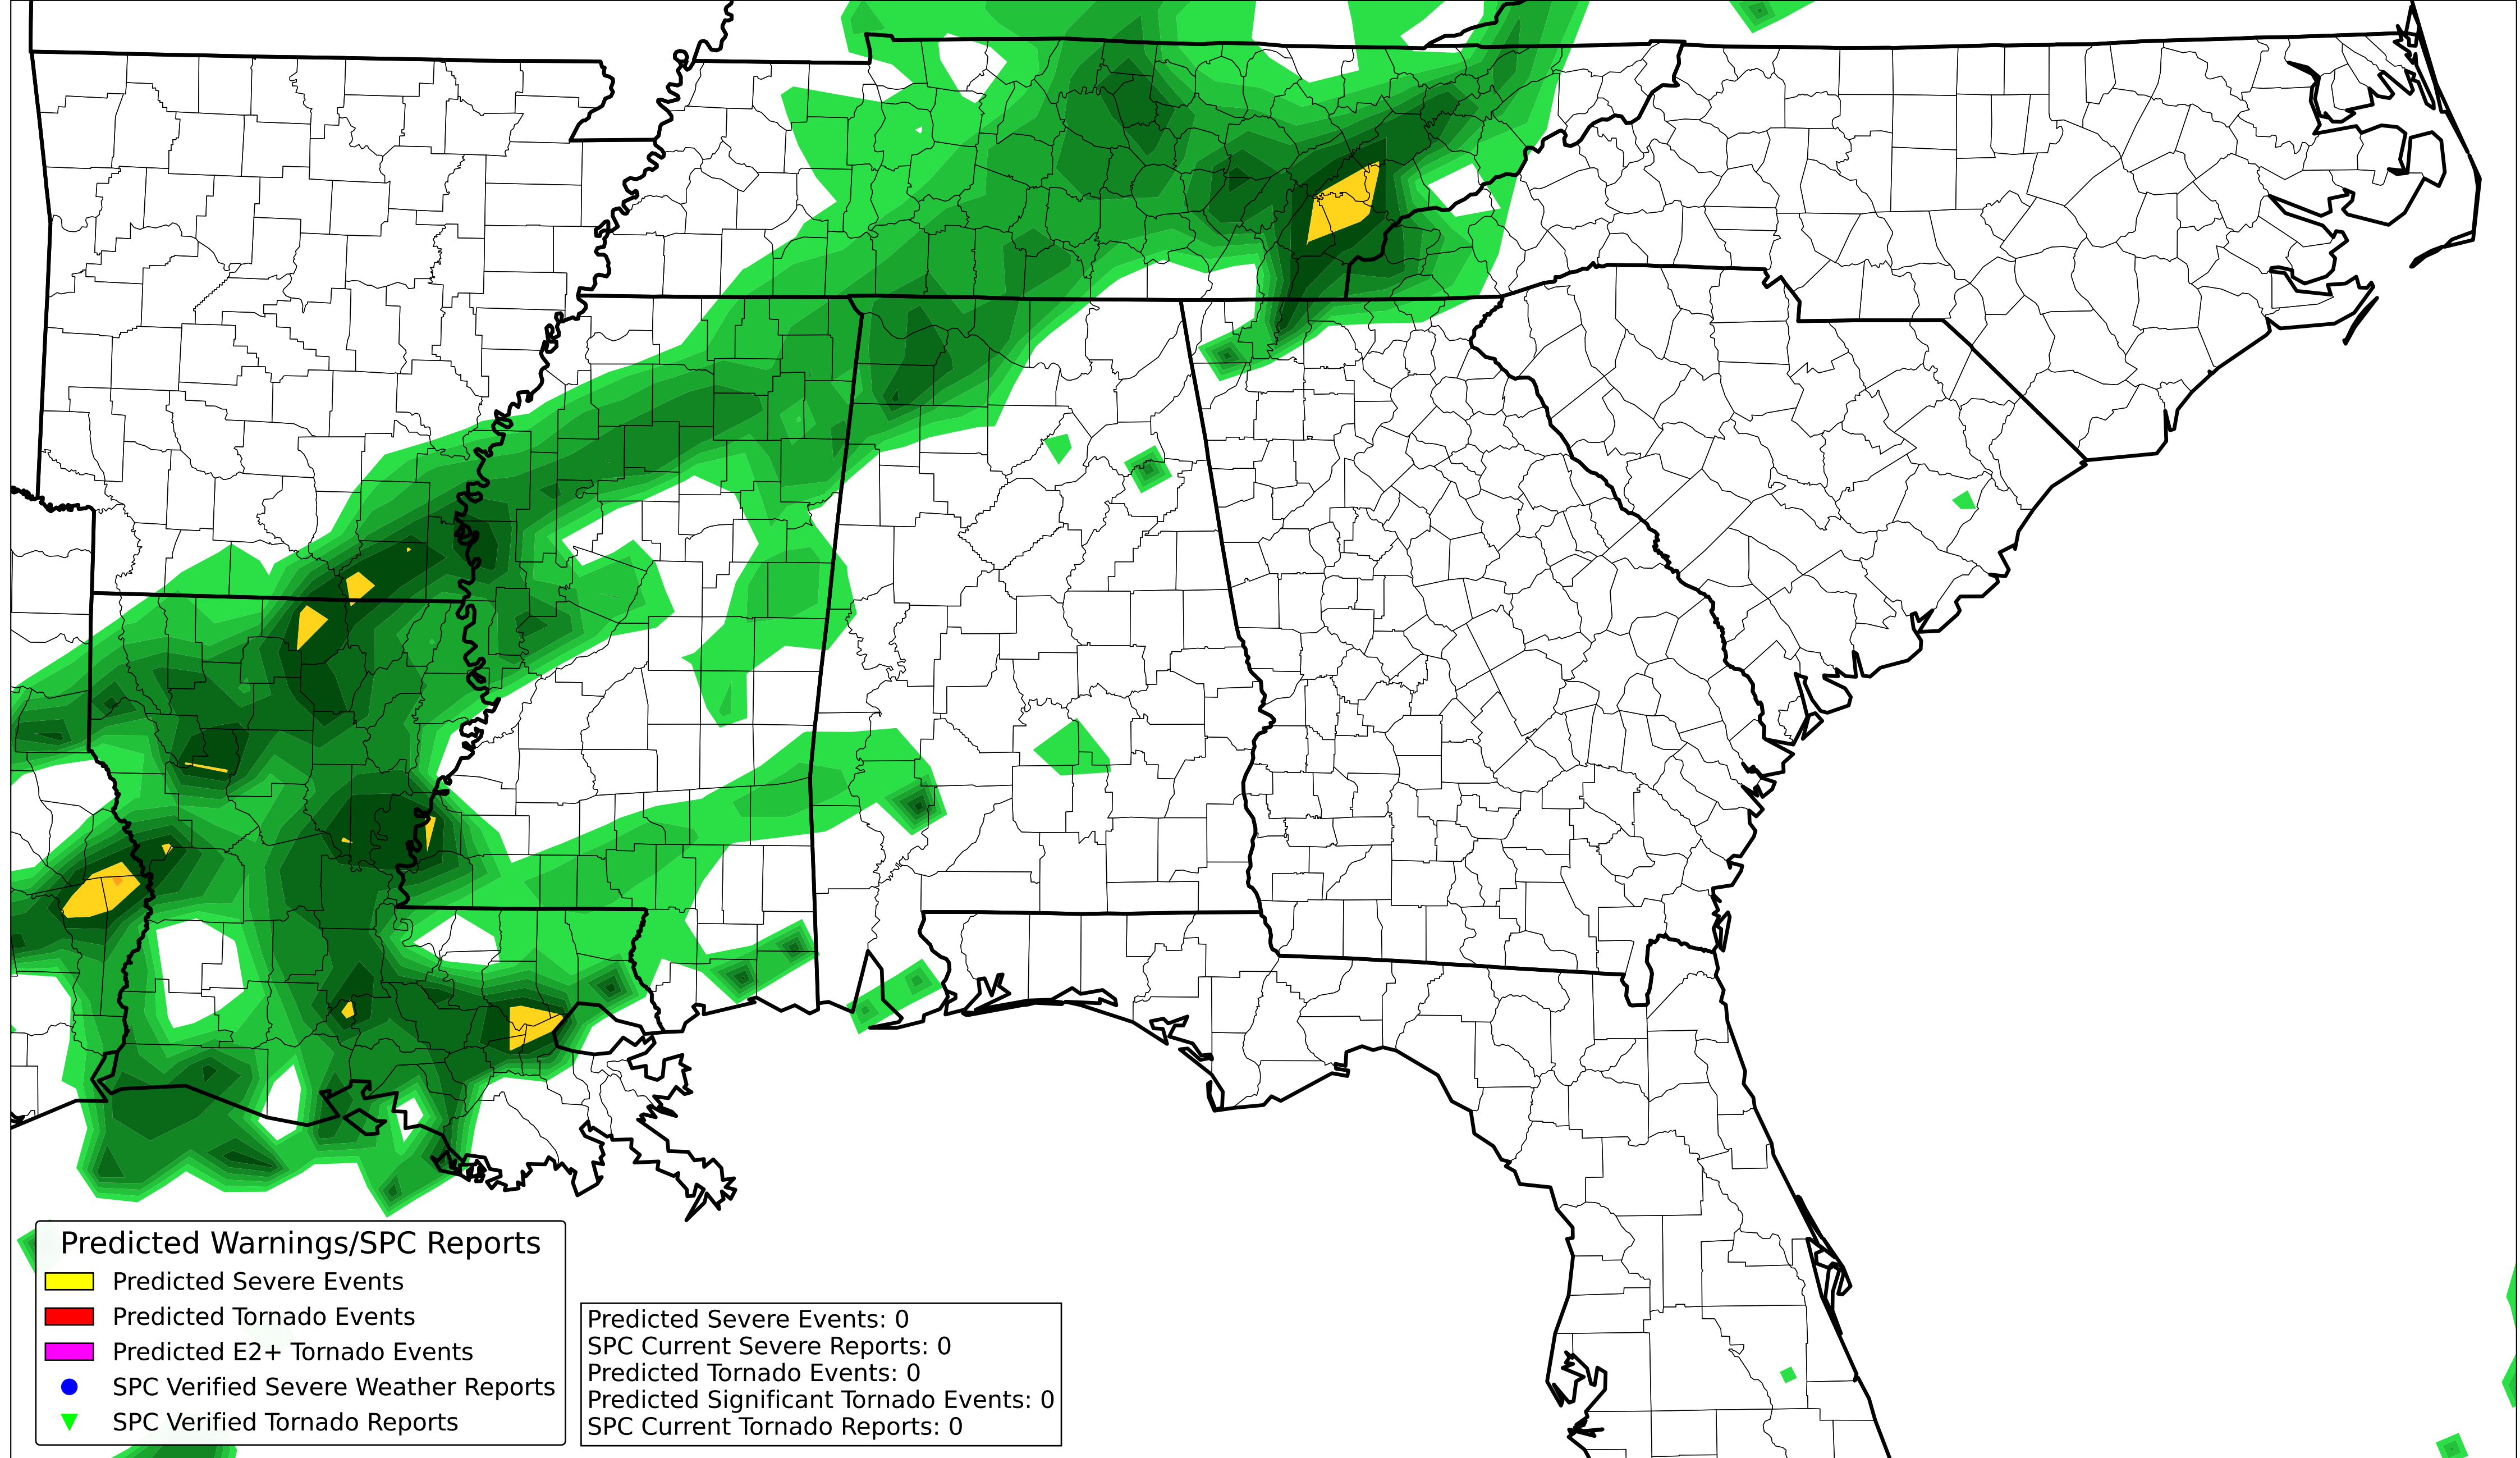 Predicted Warnings/SPC Reports
Predicted Severe Events
Predicted Tornado Events
Predicted E2+ Tornado Events
SPC Verified Severe Weather Reports
SPC Verified Tornado Reports
Predicted Severe Events: 0
SPC Current Severe Reports: 0
Predicted Tornado Events: 0
Predicted Significant Tornado Events: 0
SPC Current Tornado Reports: 0